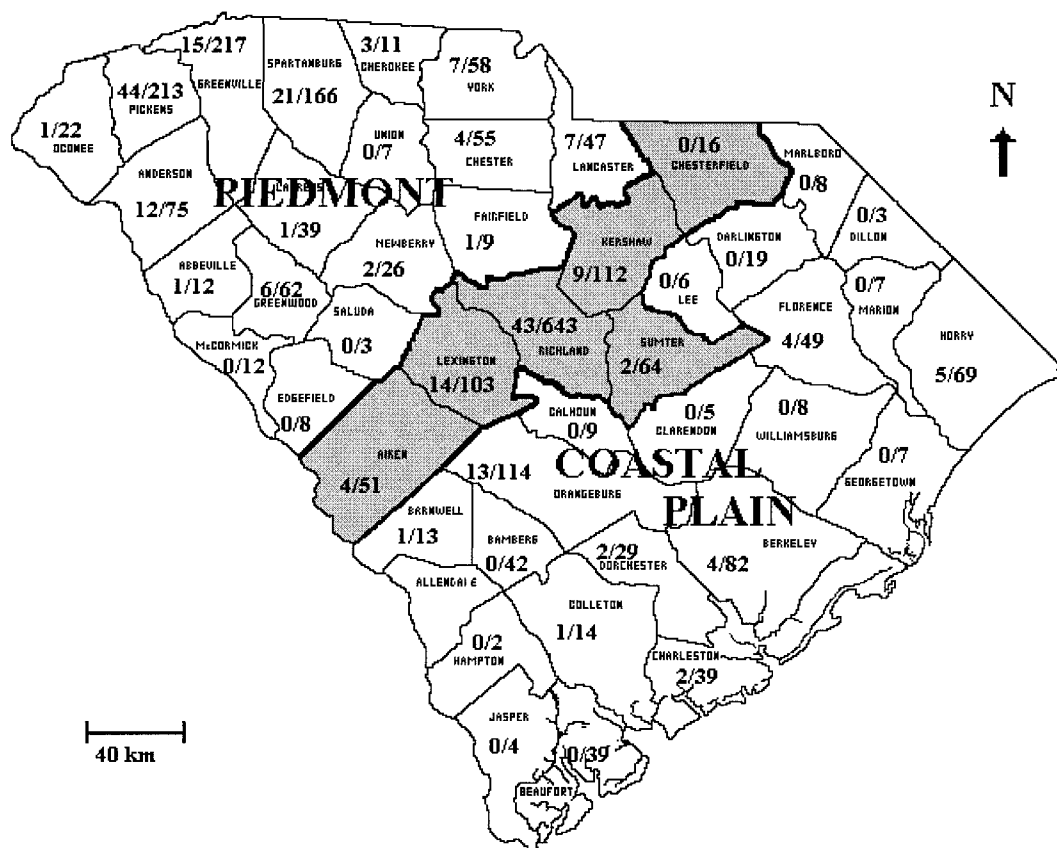 15/217
GREENVILLE
SPARTANBURG
21/166
3/11
CHEROKEE
7/58
YORK
N
44/213
PICKENS
1/22
OCONEE
UNION
0/7
4/55
CHESTER
7/47
LANCASTER
0/16
CHESTERFIELD
MARLBORO
0/8
ANDERSON
12/75
PIEDMONT
1/39
FAIRFIELD
1/9
KERSHAW
9/112
DARLINGTON
0/19
0/3
DILLON
NEWBERRY
2/26
ABBEVILLE
1/12
6/62
GREENWOOD
SALUDA
0/3
0/6
LEE
FLORENCE
4/49
0/7
MARION
HORRY
5/69
McCORMICK
0/12
EDGEFIELD
0/8
LEXINGTON
14/103
43/643
RICHLAND
SUMTER
2/64
AIKEN
4/51
CALHOUN
0/9
0/5
CLARENDON
0/8
WILLIAMSBURG
0/7
GEORGETOWN
COASTAL
PLAIN
13/114
ORANGEBURG
BARNWELL
1/13
BAMBERG
0/42
2/29
DORCHESTER
BERKELEY
4/82
ALLENDALE
COLLETON
1/14
0/2
HAMPTON
CHARLESTON
2/39
JASPER
0/4
0/39
BEAUFORT
40 km